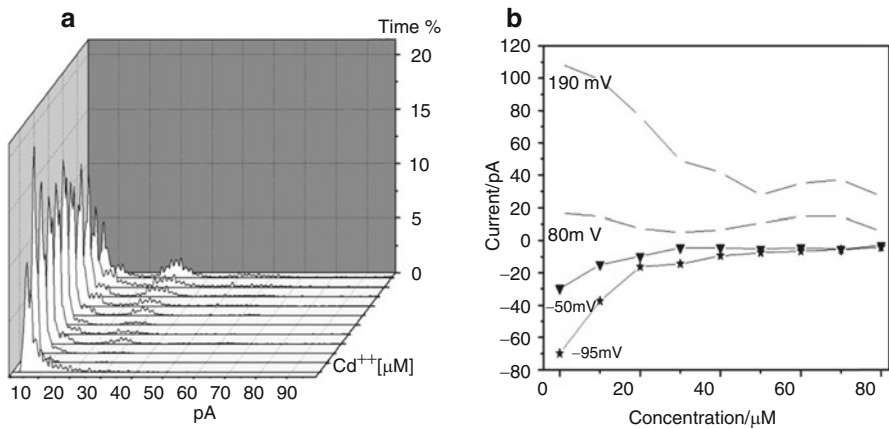 a
Time %
20
15
10
5
0
Cd++[μM]
10 20 30 40 50 60 70 80 90
pA
b
120
100
80
60
40
20
0
−20
−40
−60
−80
Current/pA
190 mV
80m V
−50mV
−95mV
0 20 40 60 80
Concentration/μM